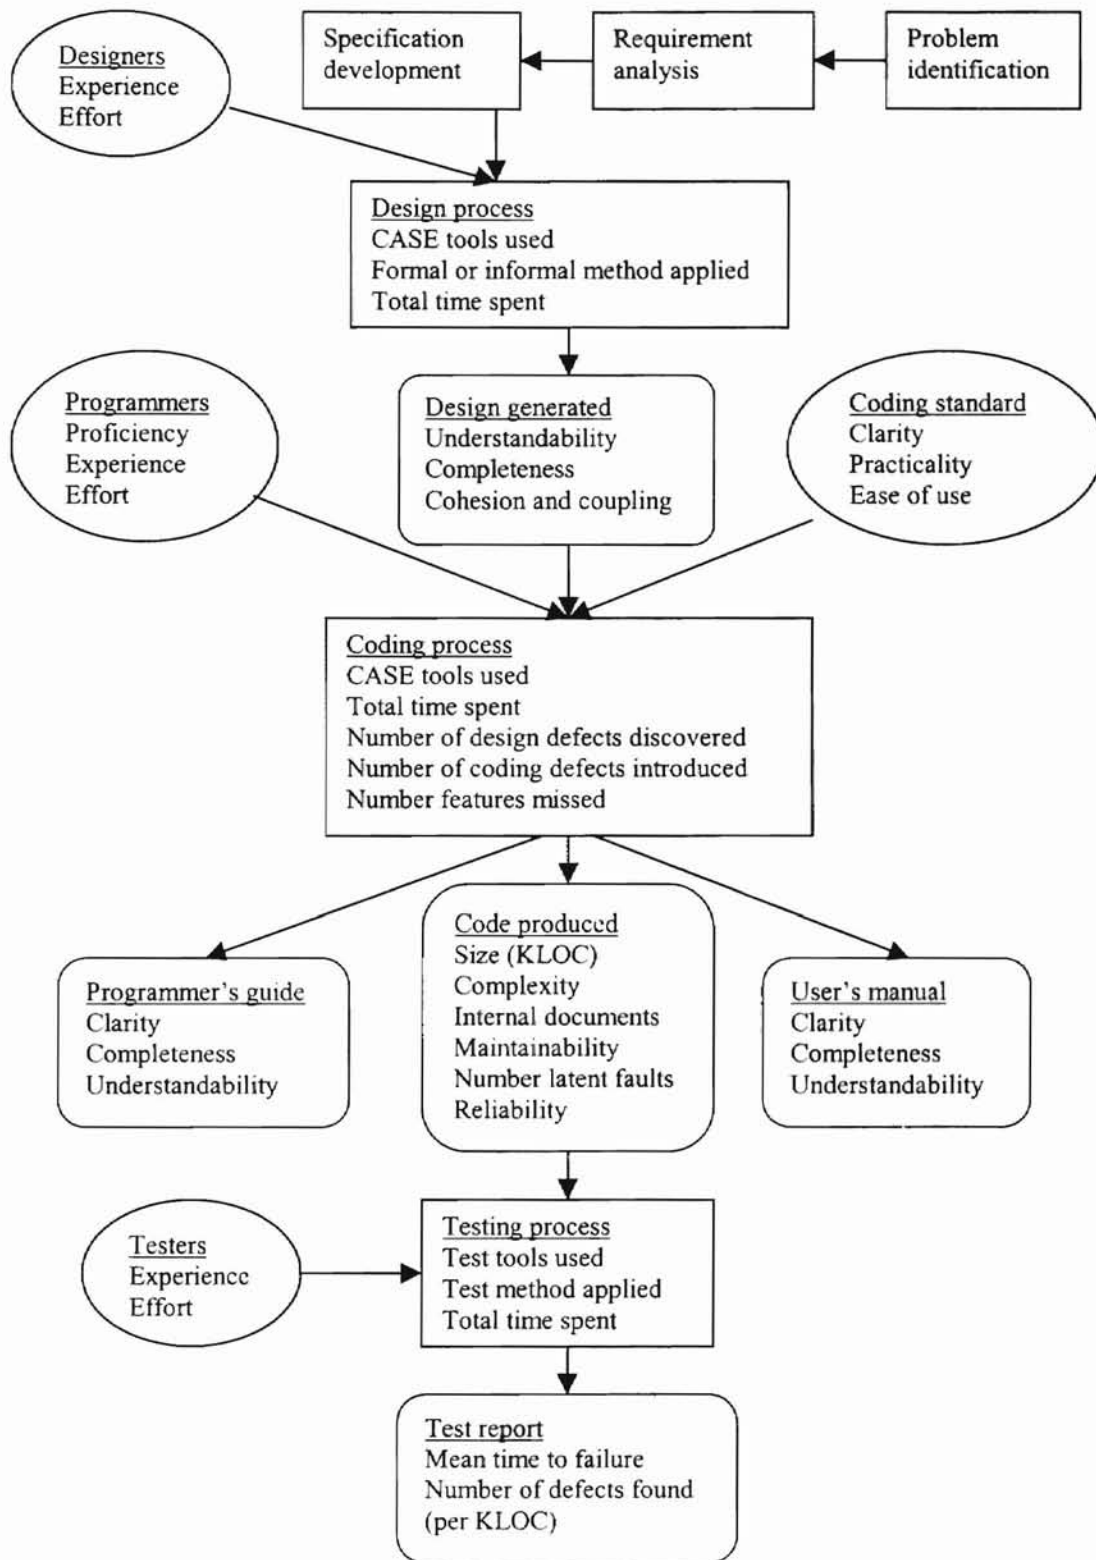 Designers
Experience
Effort
Specification
development
Requirement
analysis
Problem
identification
Design process
CASE tools used
Formal or informal method applied
Total time spent
Programmers
Proficiency
Experience
Effort
Design generated
Understandability
Completeness
Cohesion and coupling
Coding standard
Clarity
Practicality
Ease of use
Coding process
CASE tools used
Total time spent
Number of design defects discovered
Number of coding defects introduced
Number features missed
Programmer's guide
Clarity
Completeness
Understandability
Code produced
Size (KLOC)
Complexity
Internal documents
Maintainability
Number latent faults
Reliability
User's manual
Clarity
Completeness
Understandability
Testers
Experience
Effort
Testing process
Test tools used
Test method applied
Total time spent
Test report
Mean time to failure
Number of defects found
(per KLOC)